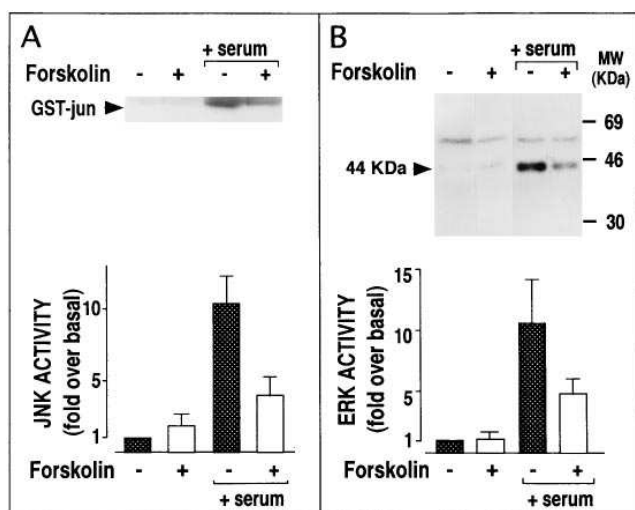 A
+ serum
Forskolin - + - +
GST-jun
JNK ACTIVITY
(fold over basal)
10
5
1
Forskolin - + - +
+ serum
B
+ serum
MW
(KDa)
Forskolin - + - +
69
44 KDa
46
30
ERK ACTIVITY
(fold over basal)
15
10
5
1
Forskolin - + - +
+ serum